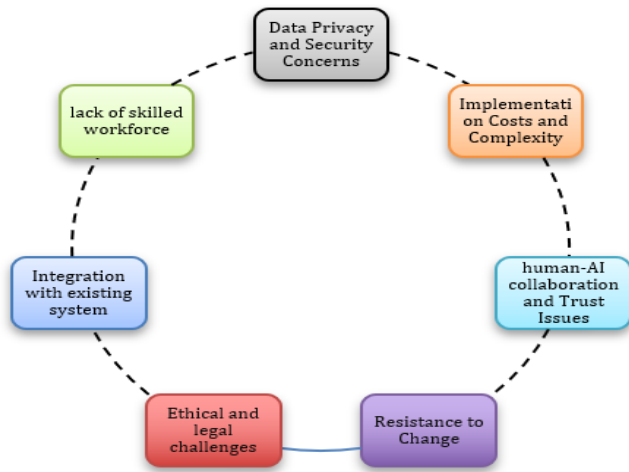 Data Privacy
and Security
Concerns
Implementati
on Costs and
Complexity
human-AI
collaboration
and Trust
Issues
Resistance to
Change
Ethical and
legal
challenges
Integration
with existing
system
lack of skilled
workforce